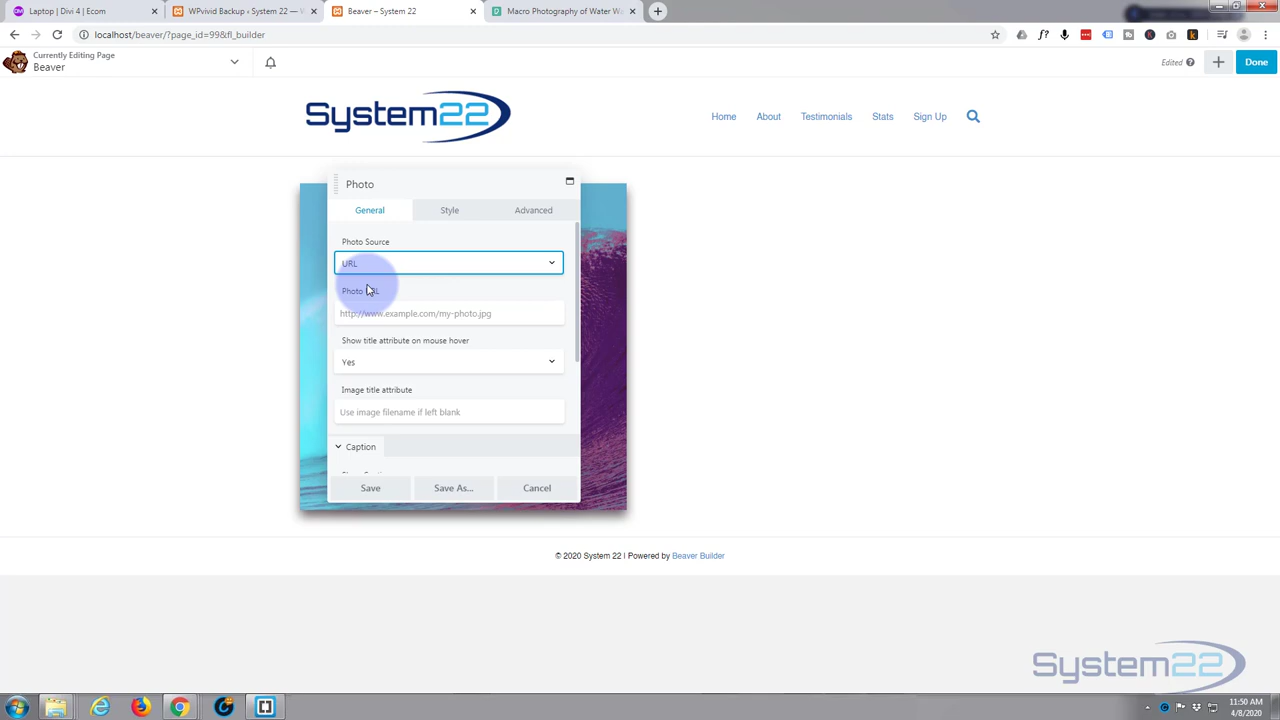 Laptop | Divi 4 | Ecom
WPvivid Backup ‹ System 22 — W
Beaver – System 22
Macro Photography of Water Wa
localhost/beaver/?page_id=99&fl_builder
Currently Editing Page
Beaver
Edited
Done
System22
Home
About
Testimonials
Stats
Sign Up
Photo
General
Style
Advanced
Photo Source
URL
Photo URL
http://www.example.com/my-photo.jpg
Show title attribute on mouse hover
Yes
Image title attribute
Use image filename if left blank
Caption
Save
Save As...
Cancel
© 2020 System 22 | Powered by Beaver Builder
System22
11:50 AM
4/8/2020